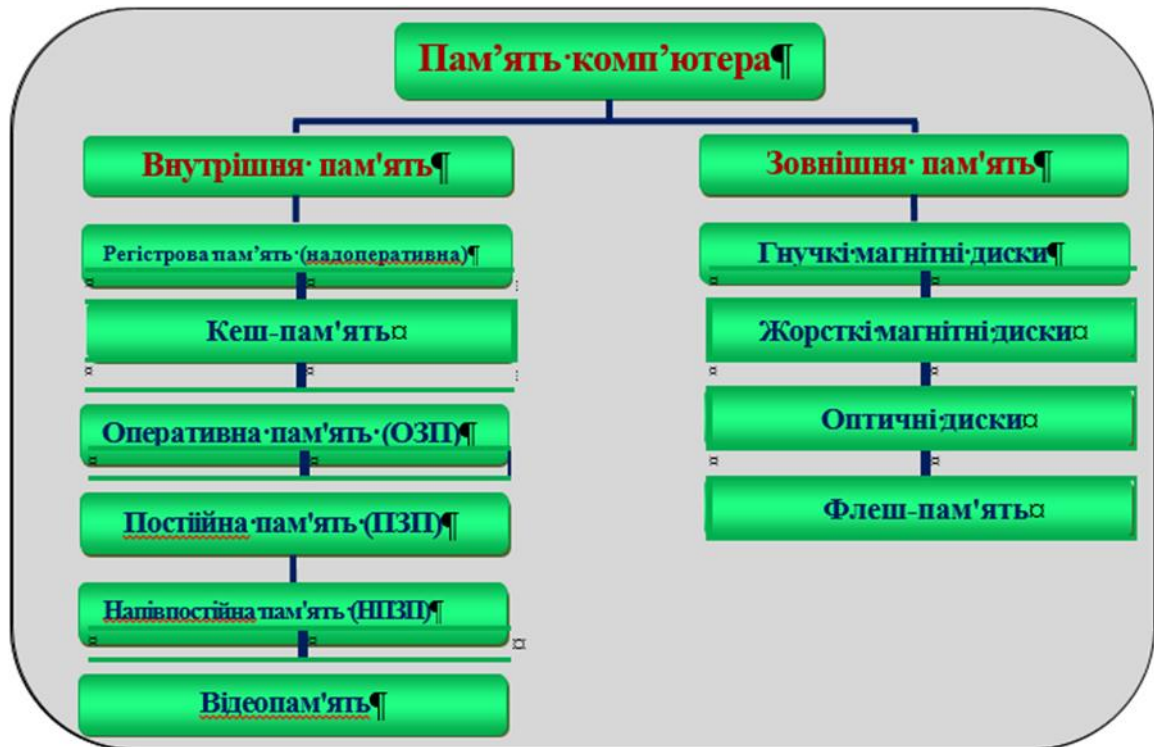 Пам’ять комп’ютера
Внутрішня пам'ять
Регістрова пам’ять (надоперативна)
Кеш-пам'ять
Оперативна пам'ять (ОЗП)
Постіійна пам'ять (ПЗП)
Напівпостійна пам'ять (НПЗП)
Відеопам'ять
Зовнішня пам'ять
Гнучкі магнітні диски
Жорсткі магнітні диски
Оптичні диски
Флеш-пам'ять